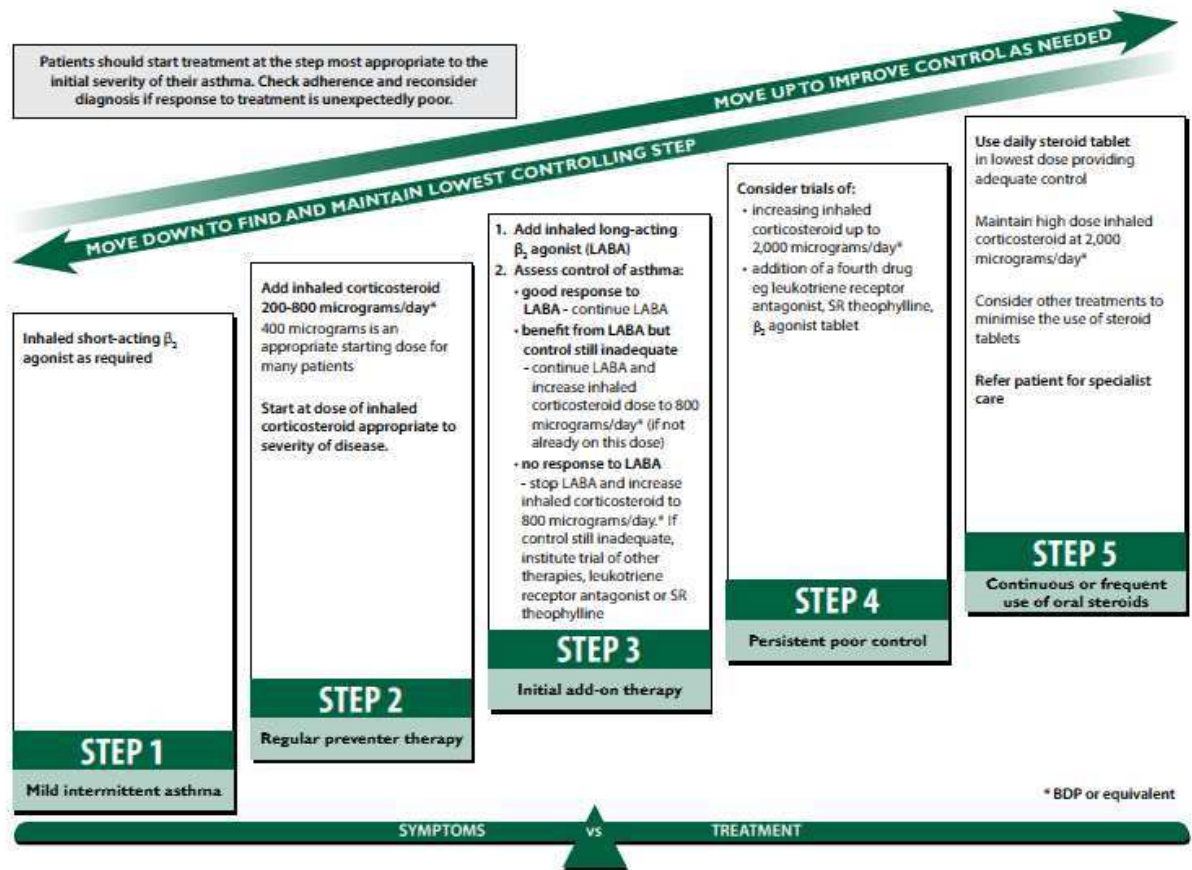 Patients should start treatment at the step most appropriate to the
initial severity of their asthma. Check adherence and reconsider
diagnosis if response to treatment is unexpectedly poor.
MOVE UP TO IMPROVE CONTROL AS NEEDED
MOVE DOWN TO FIND AND MAINTAIN LOWEST CONTROLLING STEP
Inhaled short-acting β₂
agonist as required
STEP 1
Mild intermittent asthma
Add inhaled corticosteroid
200-800 micrograms/day*
400 micrograms is an
appropriate starting dose for
many patients
Start at dose of inhaled
corticosteroid appropriate to
severity of disease.
STEP 2
Regular preventer therapy
1. Add inhaled long-acting
β₂ agonist (LABA)
2. Assess control of asthma:
• good response to
LABA - continue LABA
• benefit from LABA but
control still inadequate
- continue LABA and
increase inhaled
corticosteroid dose to 800
micrograms/day* (if not
already on this dose)
• no response to LABA
- stop LABA and increase
inhaled corticosteroid to
800 micrograms/day.* If
control still inadequate,
institute trial of other
therapies, leukotriene
receptor antagonist or SR
theophylline
STEP 3
Initial add-on therapy
Consider trials of:
• increasing inhaled
corticosteroid up to
2,000 micrograms/day*
• addition of a fourth drug
eg leukotriene receptor
antagonist, SR theophylline,
β₂ agonist tablet
STEP 4
Persistent poor control
Use daily steroid tablet
in lowest dose providing
adequate control
Maintain high dose inhaled
corticosteroid at 2,000
micrograms/day*
Consider other treatments to
minimise the use of steroid
tablets
Refer patient for specialist
care
STEP 5
Continuous or frequent
use of oral steroids
* BDP or equivalent
SYMPTOMS vs TREATMENT